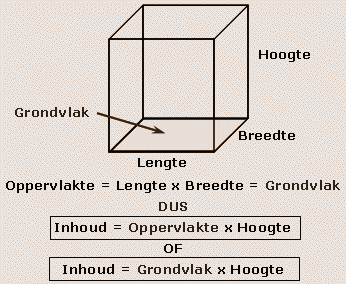 Hoogte
Grondvlak
Breedte
Lengte
Oppervlakte = Lengte x Breedte = Grondvlak
DUS
Inhoud = Oppervlakte x Hoogte
OF
Inhoud = Grondvlak x Hoogte